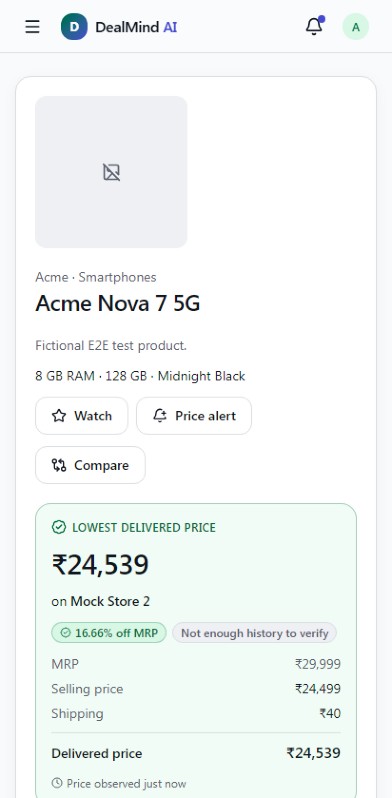 D DealMind AI A
Acme · Smartphones
Acme Nova 7 5G
Fictional E2E test product.
8 GB RAM · 128 GB · Midnight Black
Watch Price alert
Compare
LOWEST DELIVERED PRICE
₹24,539
on Mock Store 2
16.66% off MRP Not enough history to verify
MRP ₹29,999
Selling price ₹24,499
Shipping ₹40
Delivered price ₹24,539
Price observed just now